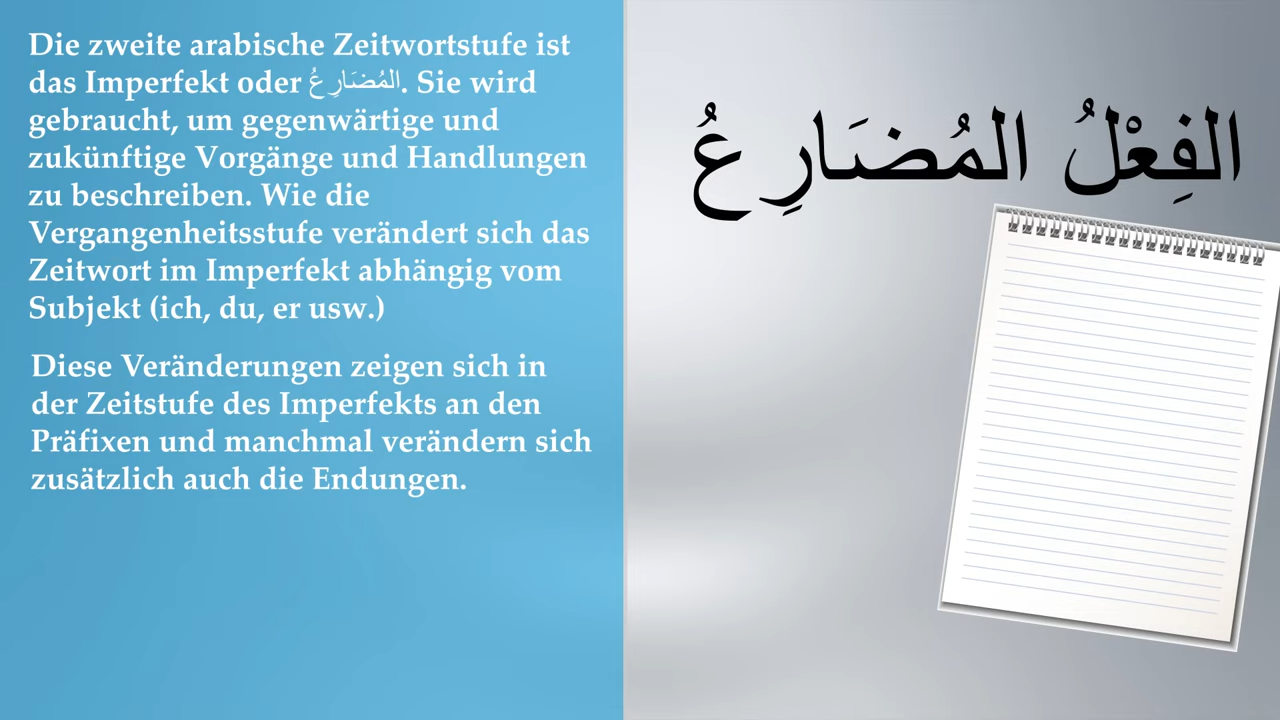 Die zweite arabische Zeitwortstufe ist
das Imperfekt oder المُضَارِعُ. Sie wird
gebraucht, um gegenwärtige und
zukünftige Vorgänge und Handlungen
zu beschreiben. Wie die
Vergangenheitsstufe verändert sich das
Zeitwort im Imperfekt abhängig vom
Subjekt (ich, du, er usw.)
Diese Veränderungen zeigen sich in
der Zeitstufe des Imperfekts an den
Präfixen und manchmal verändern sich
zusätzlich auch die Endungen.
الفِعْلُ المُضَارِعُ